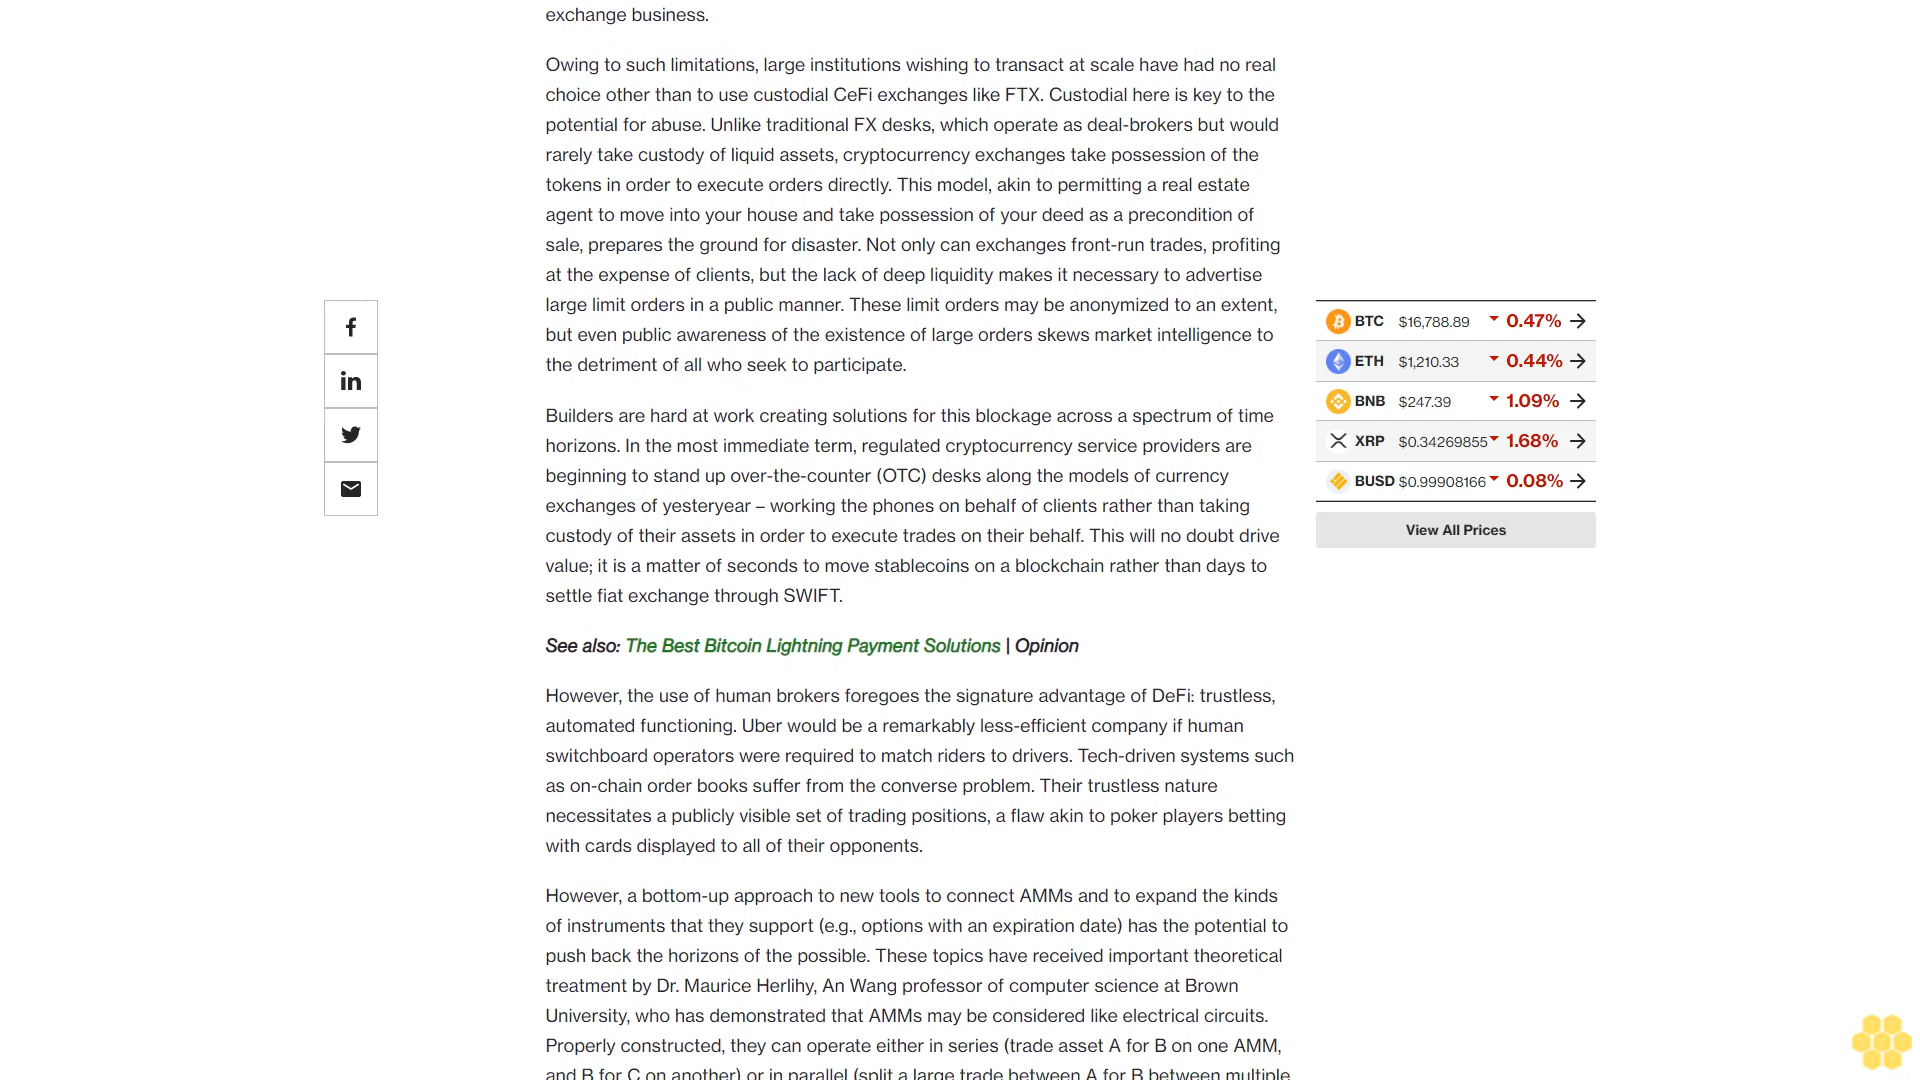 exchange business.
Owing to such limitations, large institutions wishing to transact at scale have had no real
choice other than to use custodial CeFi exchanges like FTX. Custodial here is key to the
potential for abuse. Unlike traditional FX desks, which operate as deal-brokers but would
rarely take custody of liquid assets, cryptocurrency exchanges take possession of the
tokens in order to execute orders directly. This model, akin to permitting a real estate
agent to move into your house and take possession of your deed as a precondition of
sale, prepares the ground for disaster. Not only can exchanges front-run trades, profiting
at the expense of clients, but the lack of deep liquidity makes it necessary to advertise
large limit orders in a public manner. These limit orders may be anonymized to an extent,
but even public awareness of the existence of large orders skews market intelligence to
the detriment of all who seek to participate.
Builders are hard at work creating solutions for this blockage across a spectrum of time
horizons. In the most immediate term, regulated cryptocurrency service providers are
beginning to stand up over-the-counter (OTC) desks along the models of currency
exchanges of yesteryear – working the phones on behalf of clients rather than taking
custody of their assets in order to execute trades on their behalf. This will no doubt drive
value; it is a matter of seconds to move stablecoins on a blockchain rather than days to
settle fiat exchange through SWIFT.
See also: The Best Bitcoin Lightning Payment Solutions | Opinion
However, the use of human brokers foregoes the signature advantage of DeFi: trustless,
automated functioning. Uber would be a remarkably less-efficient company if human
switchboard operators were required to match riders to drivers. Tech-driven systems such
as on-chain order books suffer from the converse problem. Their trustless nature
necessitates a publicly visible set of trading positions, a flaw akin to poker players betting
with cards displayed to all of their opponents.
However, a bottom-up approach to new tools to connect AMMs and to expand the kinds
of instruments that they support (e.g., options with an expiration date) has the potential to
push back the horizons of the possible. These topics have received important theoretical
treatment by Dr. Maurice Herlihy, An Wang professor of computer science at Brown
University, who has demonstrated that AMMs may be considered like electrical circuits.
Properly constructed, they can operate either in series (trade asset A for B on one AMM,
and B for C on another) or in parallel (split a large trade between A for B between multiple
BTC $16,788.89 0.47%
ETH $1,210.33 0.44%
BNB $247.39 1.09%
XRP $0.34269855 1.68%
BUSD $0.99908166 0.08%
View All Prices